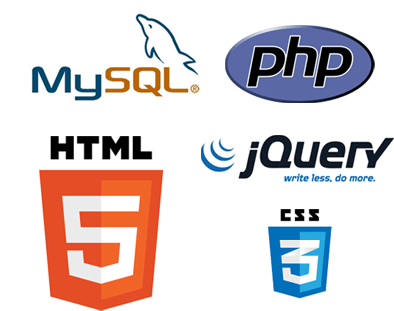 MySQL®
php
HTML
5
jQuery
write less, do more.
CSS
3